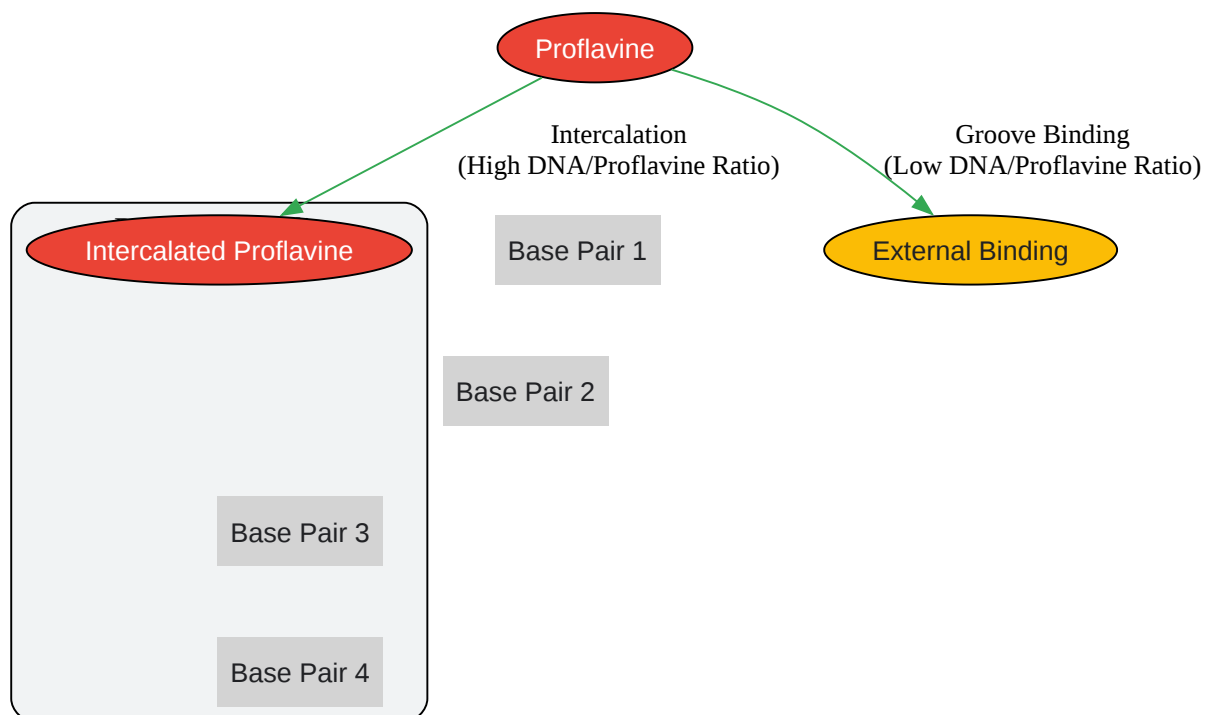 Proflavine
Intercalation
(High DNA/Proflavine Ratio)
Groove Binding
(Low DNA/Proflavine Ratio)
Intercalated Proflavine
Base Pair 1
External Binding
Base Pair 2
Base Pair 3
Base Pair 4